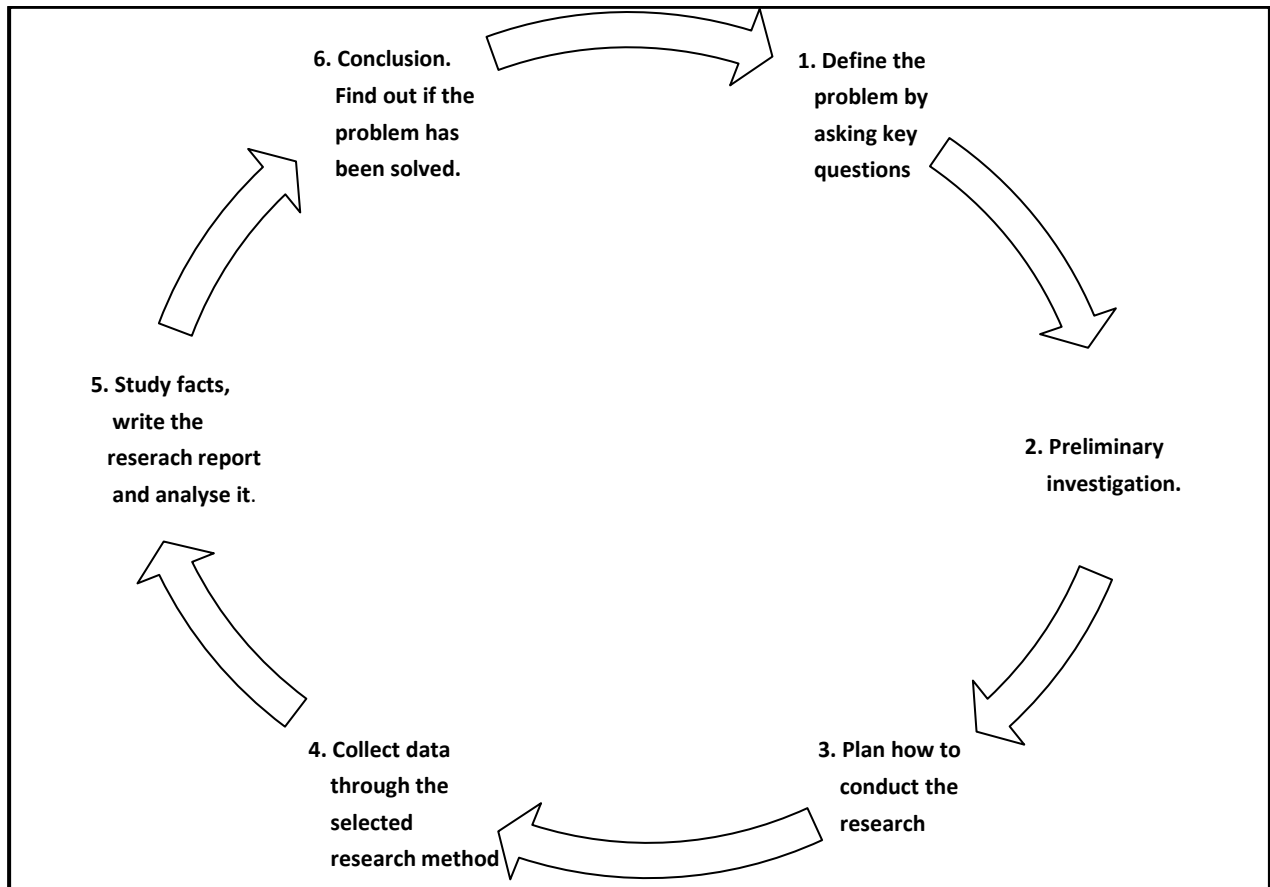 1. Define the
problem by
asking key
questions
2. Preliminary
investigation.
3. Plan how to
conduct the
research
4. Collect data
through the
selected
research method
5. Study facts,
write the
reserach report
and analyse it.
6. Conclusion.
Find out if the
problem has
been solved.